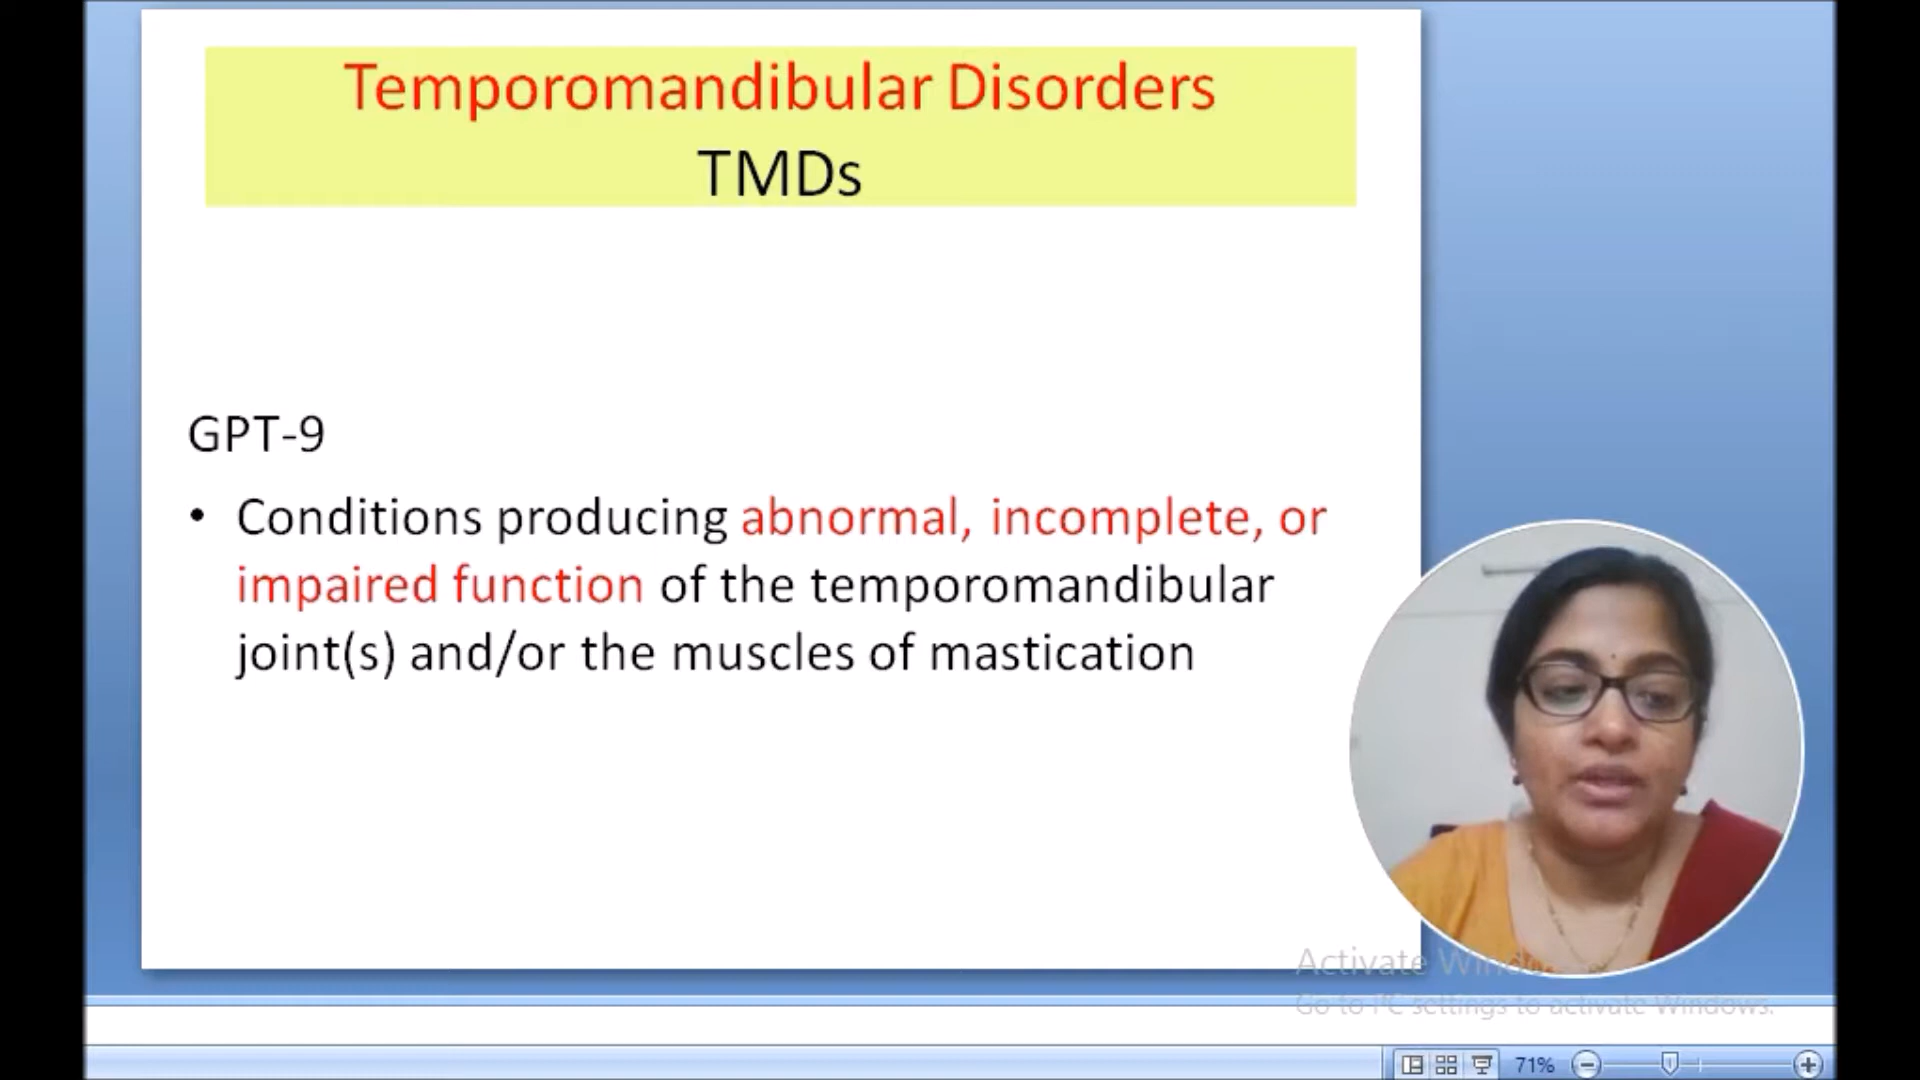 Temporomandibular Disorders
TMDs
GPT-9
• Conditions producing abnormal, incomplete, or
impaired function of the temporomandibular
joint(s) and/or the muscles of mastication
Activate Windo
Go to PC settings to activate Windows.
71%